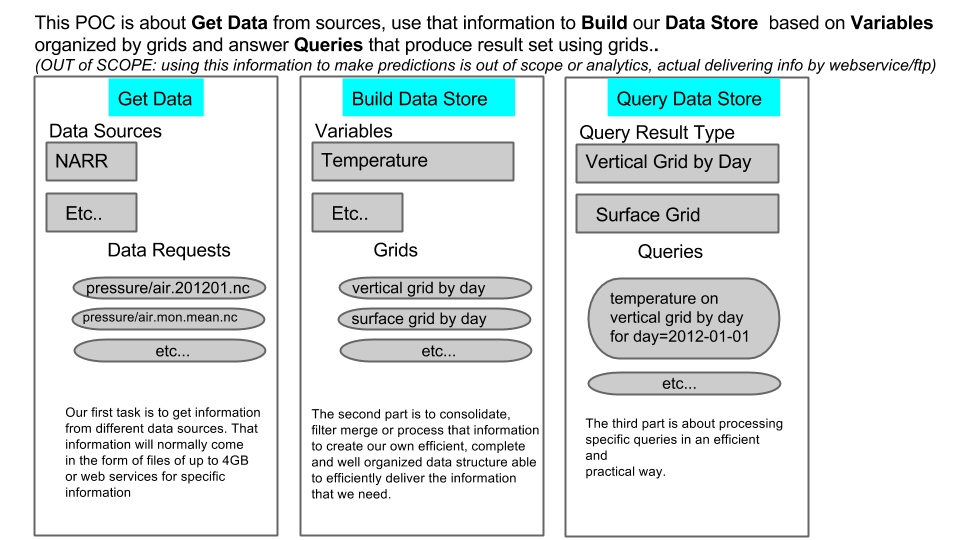 This POC is about Get Data from sources, use that information to Build our Data Store based on Variables
organized by grids and answer Queries that produce result set using grids..
(OUT of SCOPE: using this information to make predictions is out of scope or analytics, actual delivering info by webservice/ftp)
Get Data
Data Sources
NARR
Etc..
Data Requests
pressure/air.201201.nc
pressure/air.mon.mean.nc
etc...
Our first task is to get information
from different data sources. That
information will normally come
in the form of files of up to 4GB
or web services for specific
information
Build Data Store
Variables
Temperature
Etc..
Grids
vertical grid by day
surface grid by day
etc...
The second part is to consolidate,
filter merge or process that information
to create our own efficient, complete
and well organized data structure able
to efficiently deliver the information
that we need.
Query Data Store
Query Result Type
Vertical Grid by Day
Surface Grid
Queries
temperature on
vertical grid by day
for day=2012-01-01
etc...
The third part is about processing
specific queries in an efficient
and
practical way.